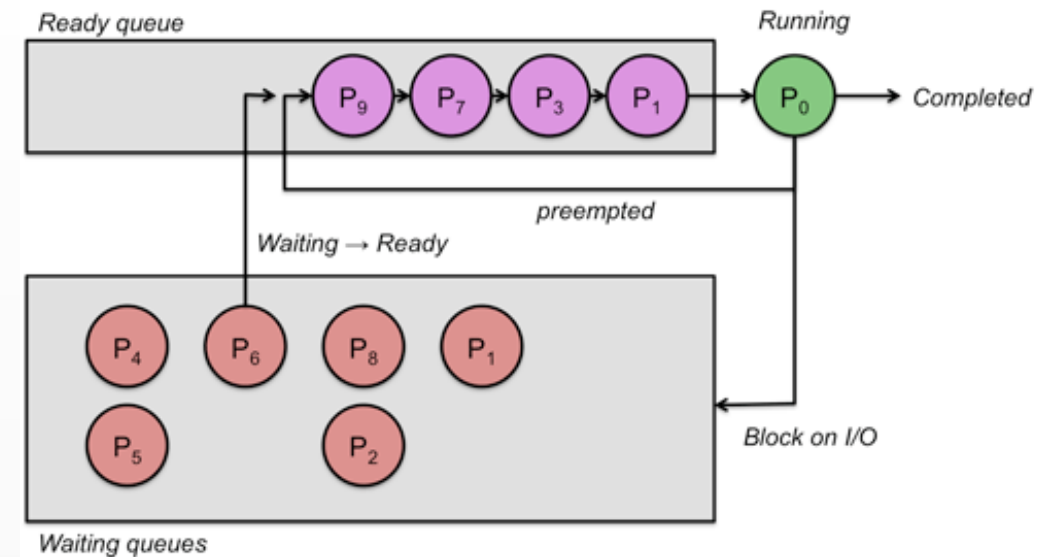 Ready queue
Running
P9 P7 P3 P1 P0 Completed
preempted
Waiting → Ready
P4 P6 P8 P1
Block on I/O
P5 P2
Waiting queues